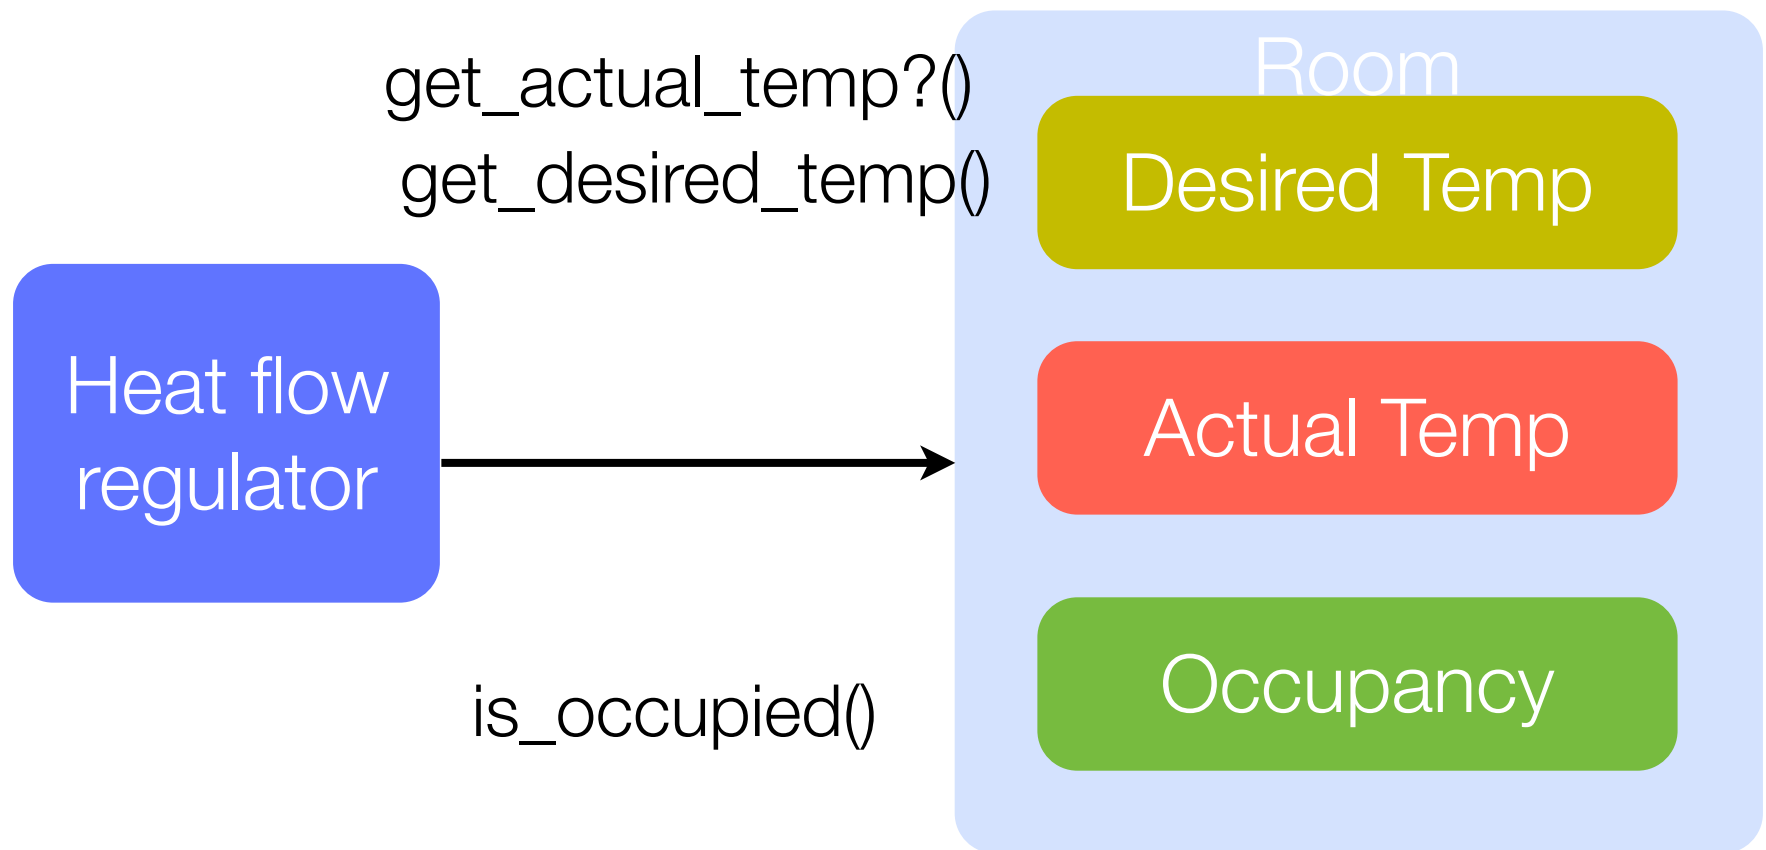 Room
get_actual_temp?()
get_desired_temp()
Desired Temp
Heat flow
regulator
Actual Temp
Occupancy
is_occupied()